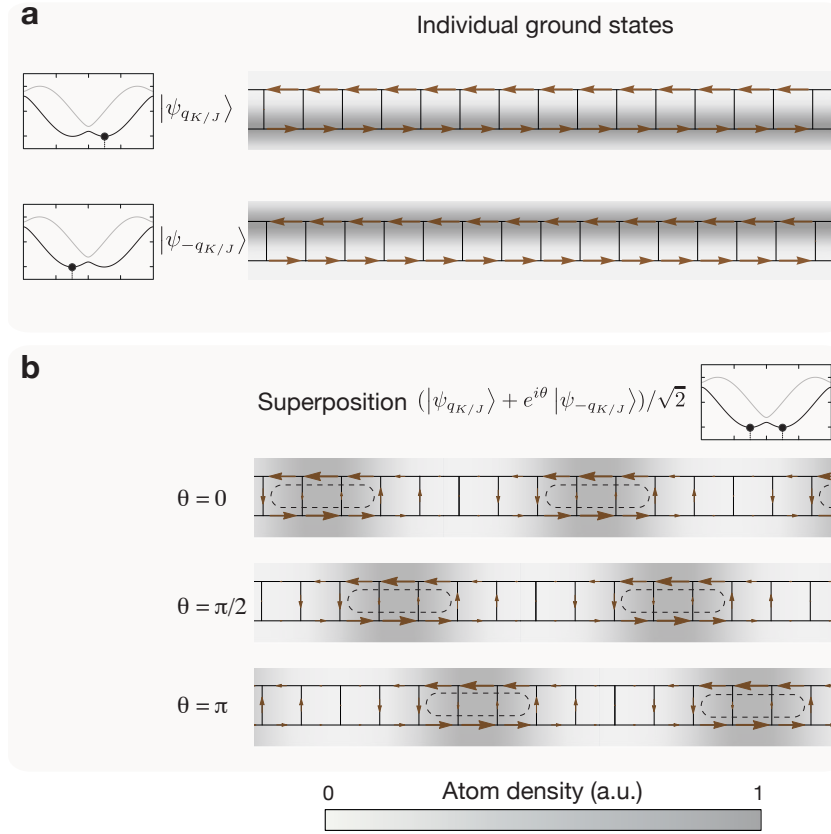 a
Individual ground states
|ψ_{q_{K/J}}⟩
|ψ_{-q_{K/J}}⟩
b
Superposition (|ψ_{q_{K/J}}⟩ + e^{iθ} |ψ_{-q_{K/J}}⟩)/√2
θ = 0
θ = π/2
θ = π
0 Atom density (a.u.) 1